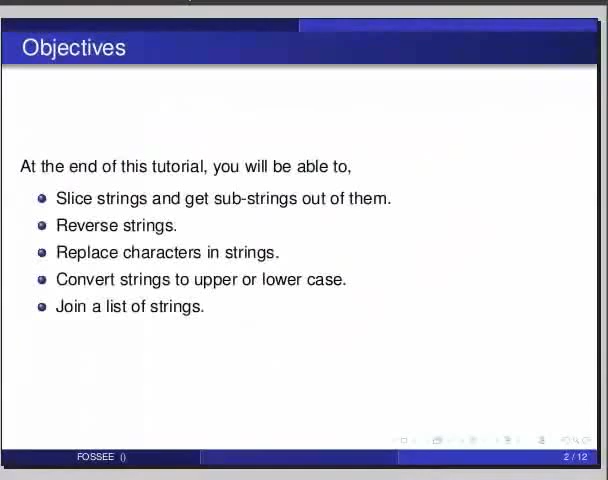 Objectives
At the end of this tutorial, you will be able to,
Slice strings and get sub-strings out of them.
Reverse strings.
Replace characters in strings.
Convert strings to upper or lower case.
Join a list of strings.
FOSSEE ()
2 / 12